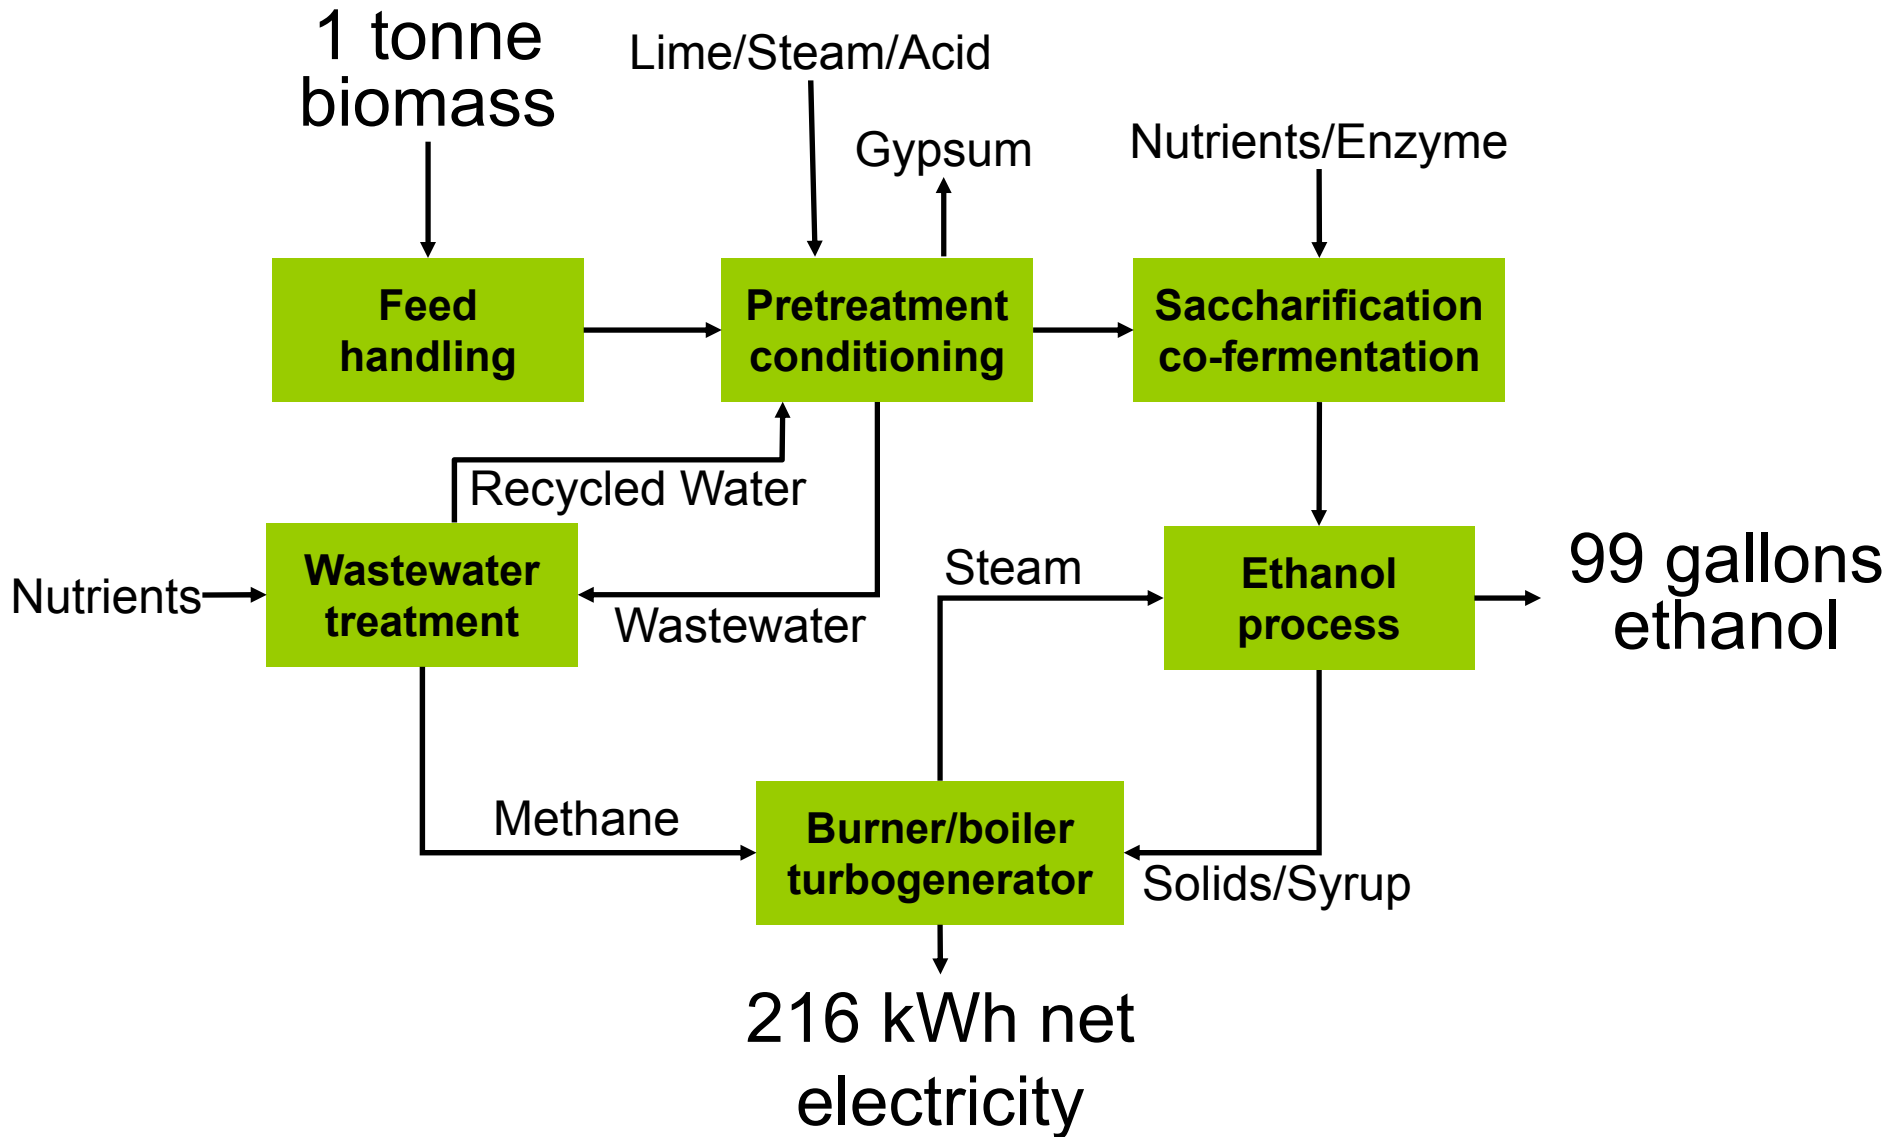 1 tonne
biomass
Lime/Steam/Acid
Gypsum
Nutrients/Enzyme
Feed
handling
Pretreatment
conditioning
Saccharification
co-fermentation
Recycled Water
Nutrients
Wastewater
treatment
Wastewater
Steam
Ethanol
process
99 gallons
ethanol
Methane
Burner/boiler
turbogenerator
Solids/Syrup
216 kWh net
electricity